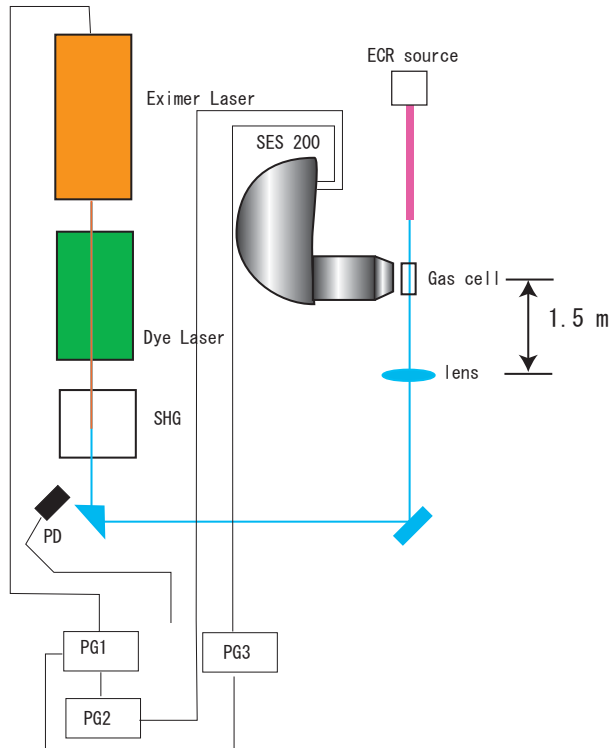 ECR source
Eximer Laser
SES 200
Gas cell
1.5 m
Dye Laser
lens
SHG
PD
PG1
PG3
PG2